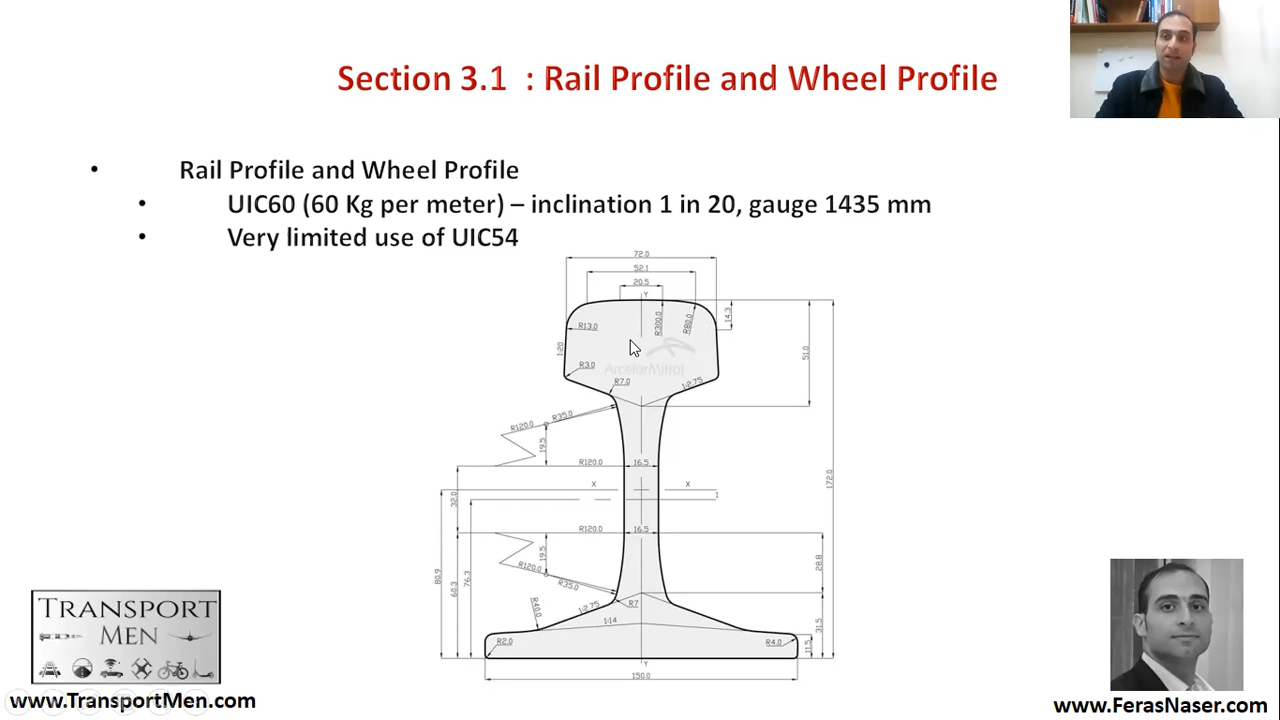 Section 3.1 : Rail Profile and Wheel Profile
• Rail Profile and Wheel Profile
• UIC60 (60 Kg per meter) – inclination 1 in 20, gauge 1435 mm
• Very limited use of UIC54
72.0
52.1
20.5
Y
R13.0
R300.0
R80.0
14.3
1:20
51.0
R3.0
ArcelorMittal
R7.0
1:2.75
R120.0
R35.0
19.5
R120.0
16.5
172.0
X
X
32.0
1
R120.0
16.5
19.5
28.8
R120.0
R35.0
80.9
60.3
76.3
R40.0
1:2.75
R7
1:14
31.5
R2.0
R4.0
11.5
Y
150.0
TRANSPORT
MEN
www.TransportMen.com
www.FerasNaser.com